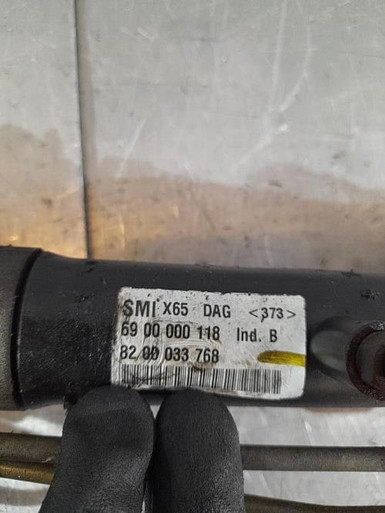 SMI X65 DAG <373>
69 00 000 118 Ind. B
82 00 033 768